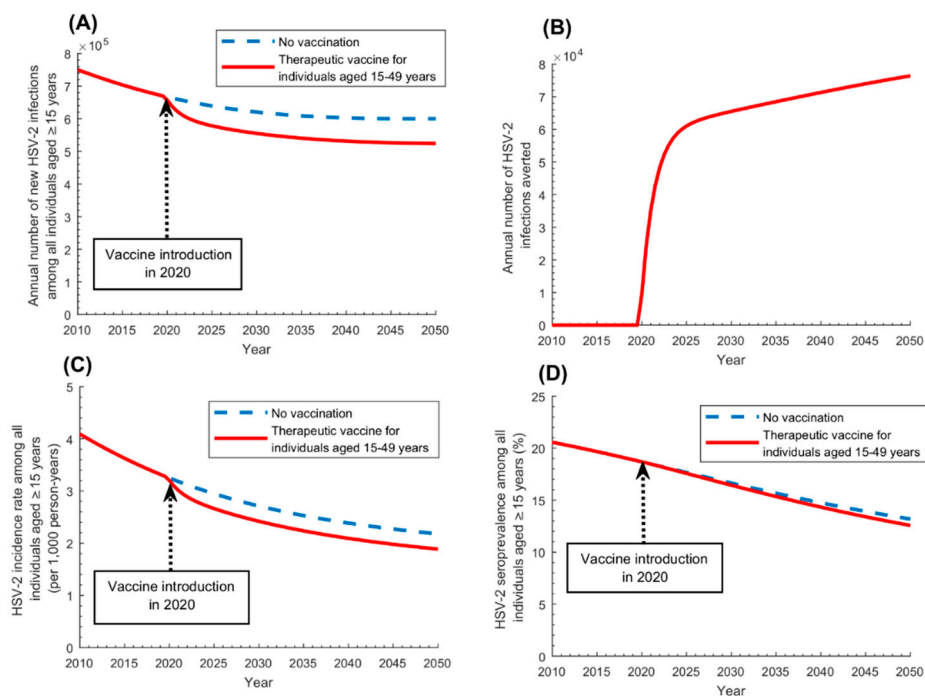 (A)
× 10⁵
No vaccination
Therapeutic vaccine for
individuals aged 15-49 years
Annual number of new HSV-2 infections
among all individuals aged ≥ 15 years
8
7
6
5
4
3
2
1
0
Vaccine introduction
in 2020
2010 2015 2020 2025 2030 2035 2040 2045 2050
Year
(B)
× 10⁴
Annual number of HSV-2
infections averted
8
7
6
5
4
3
2
1
0
2010 2015 2020 2025 2030 2035 2040 2045 2050
Year
(C)
No vaccination
Therapeutic vaccine for
individuals aged 15-49 years
HSV-2 incidence rate among all
individuals aged ≥ 15 years
(per 1,000 person-years)
5
4
3
2
1
0
Vaccine introduction
in 2020
2010 2015 2020 2025 2030 2035 2040 2045 2050
Year
(D)
No vaccination
Therapeutic vaccine for
individuals aged 15-49 years
HSV-2 seroprevalence among all
individuals aged ≥ 15 years (%)
25
20
15
10
5
0
Vaccine introduction
in 2020
2010 2015 2020 2025 2030 2035 2040 2045 2050
Year